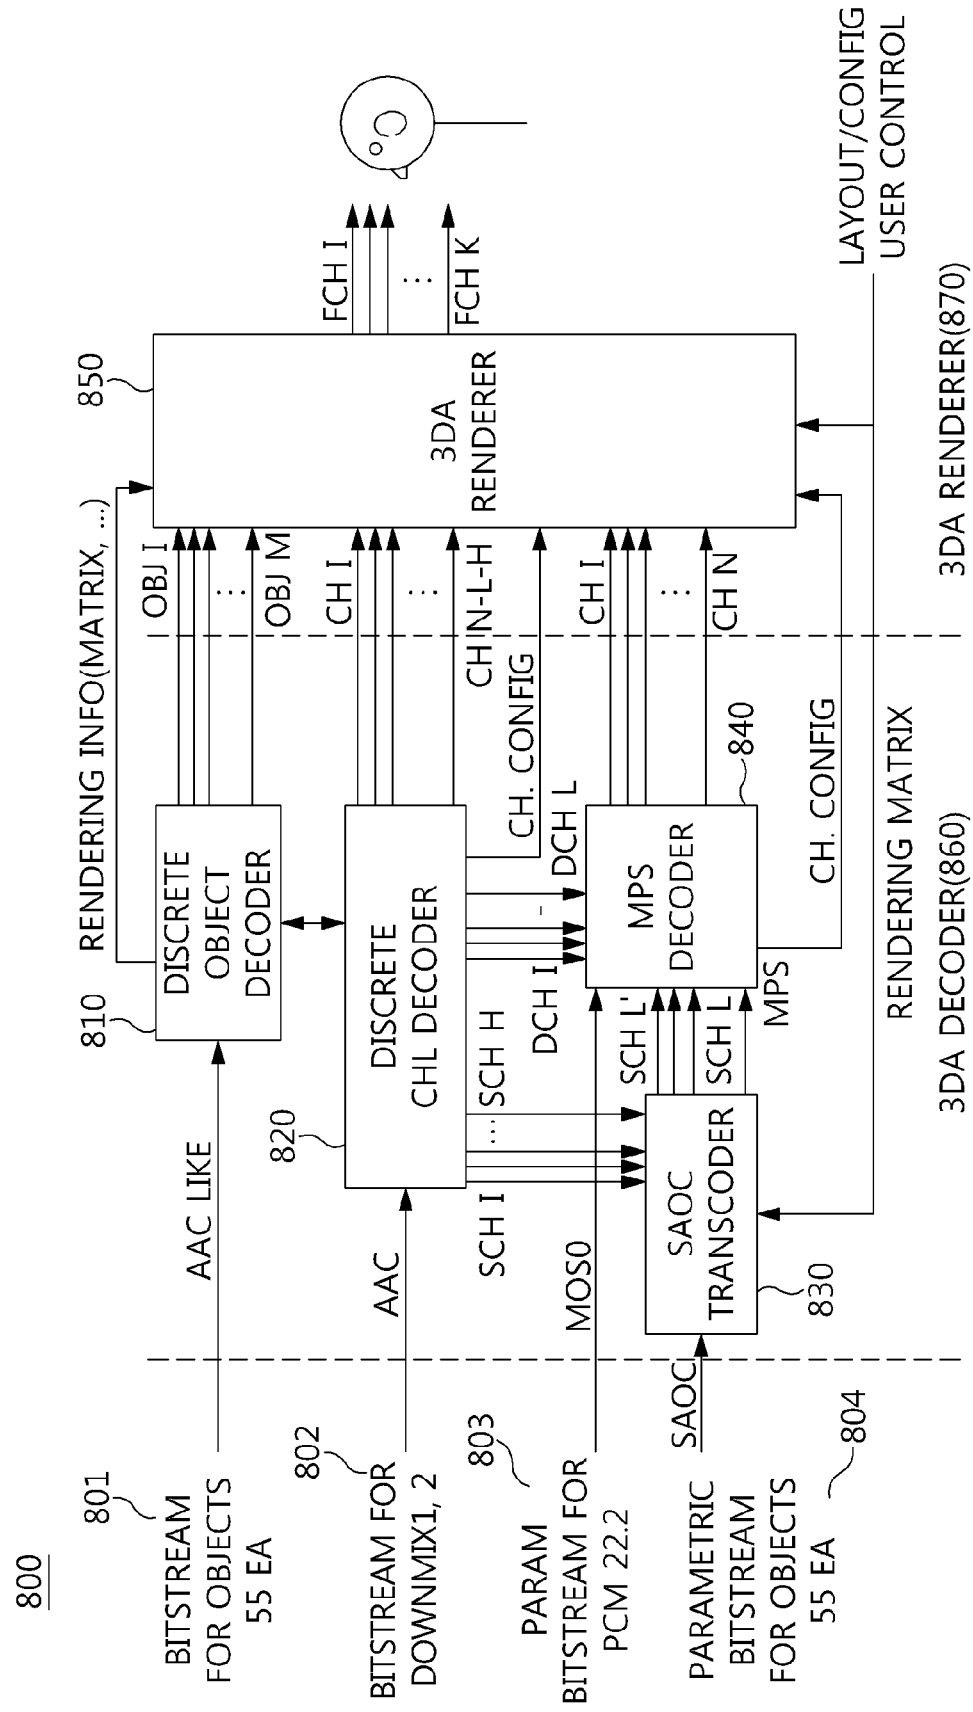 800
801
BITSTREAM
FOR OBJECTS
55 EA
802
BITSTREAM FOR
DOWNMIX1, 2
803
PARAM
BITSTREAM FOR
PCM 22.2
PARAMETRIC
BITSTREAM
FOR OBJECTS
55 EA
804
AAC LIKE
AAC
MOS0
SAOC
810
DISCRETE
OBJECT
DECODER
820
DISCRETE
CHL DECODER
SCH I
...
SCH H
SAOC
TRANSCODER
830
DCH I
DCH L
SCH L'
SCH L
MPS
MPS
DECODER
840
RENDERING INFO(MATRIX, ...)
OBJ I
...
OBJ M
CH I
...
CH N-L-H
CH. CONFIG
CH I
...
CH N
CH. CONFIG
RENDERING MATRIX
3DA DECODER(860)
850
3DA
RENDERER
FCH I
...
FCH K
LAYOUT/CONFIG
USER CONTROL
3DA RENDERER(870)